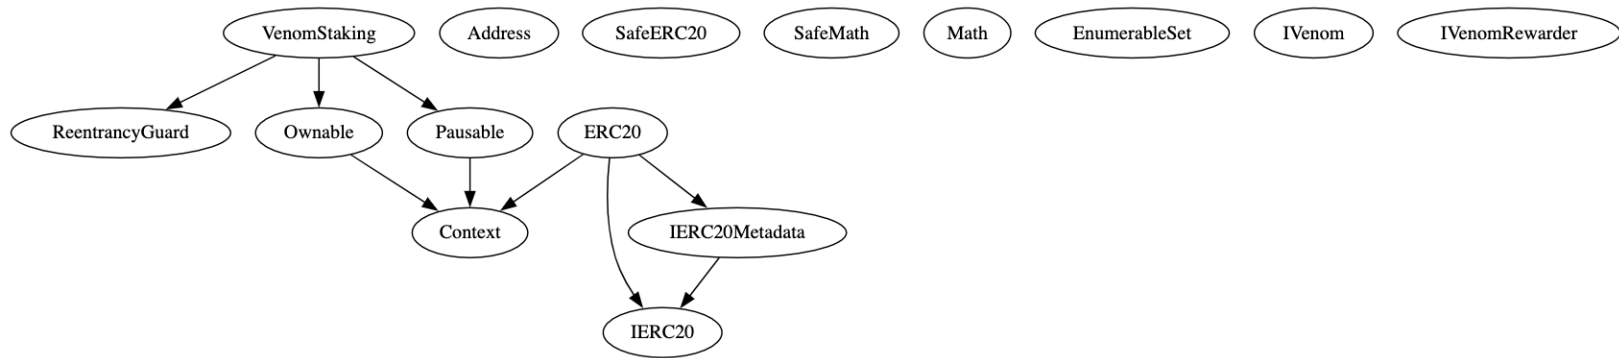 VenomStaking
Address
SafeERC20
SafeMath
Math
EnumerableSet
IVenom
IVenomRewarder
ReentrancyGuard
Ownable
Pausable
ERC20
Context
IERC20Metadata
IERC20